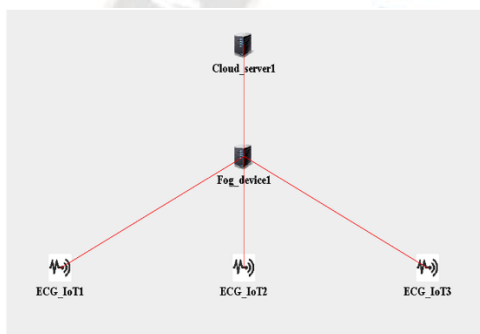 Cloud_server1
Fog_device1
ECG_IoT1
ECG_IoT2
ECG_IoT3